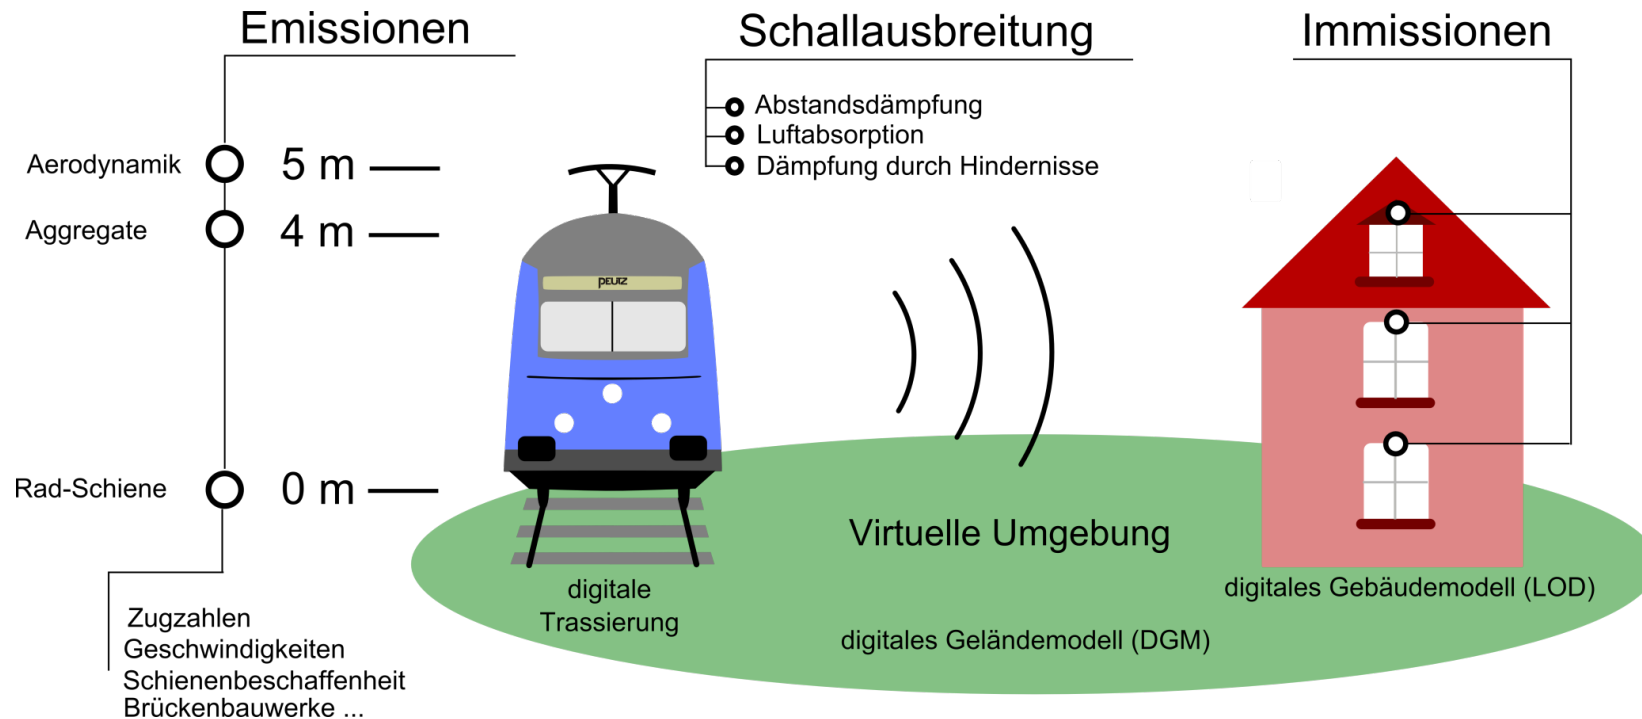 Emissionen
Aerodynamik
5 m
Aggregate
4 m
Rad-Schiene
0 m
Zugzahlen
Geschwindigkeiten
Schienenbeschaffenheit
Brückenbauwerke ...
Schallausbreitung
Abstandsdämpfung
Luftabsorption
Dämpfung durch Hindernisse
Immissionen
PEUTZ
Virtuelle Umgebung
digitale
Trassierung
digitales Geländemodell (DGM)
digitales Gebäudemodell (LOD)